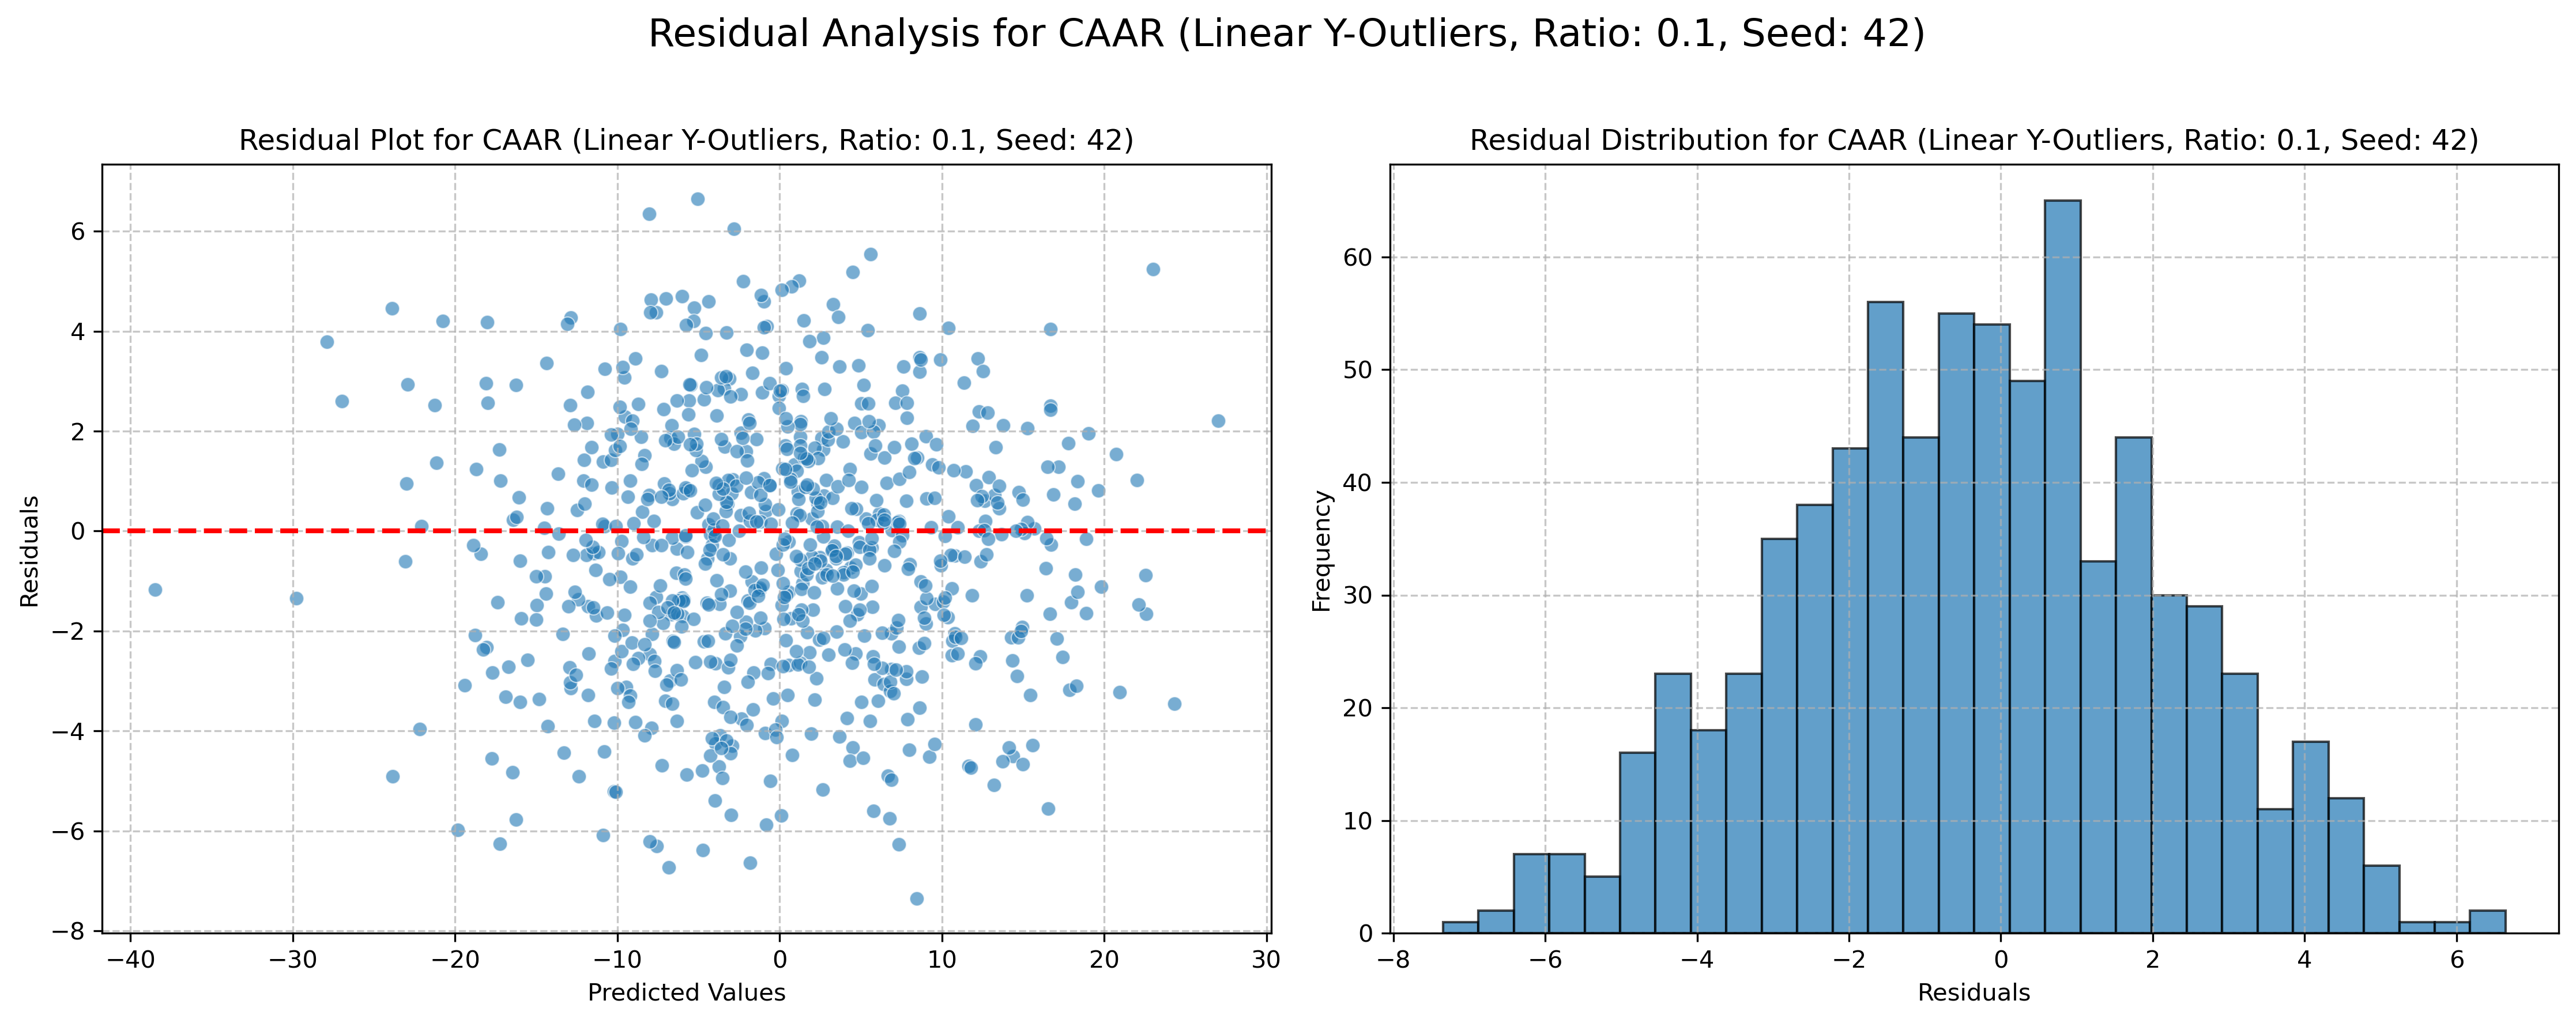 Residual Analysis for CAAR (Linear Y-Outliers, Ratio: 0.1, Seed: 42)
Residual Plot for CAAR (Linear Y-Outliers, Ratio: 0.1, Seed: 42)
Residuals
6
4
2
0
−2
−4
−6
−8
−40 −30 −20 −10 0 10 20 30
Predicted Values
Residual Distribution for CAAR (Linear Y-Outliers, Ratio: 0.1, Seed: 42)
Frequency
60
50
40
30
20
10
0
−8 −6 −4 −2 0 2 4 6
Residuals